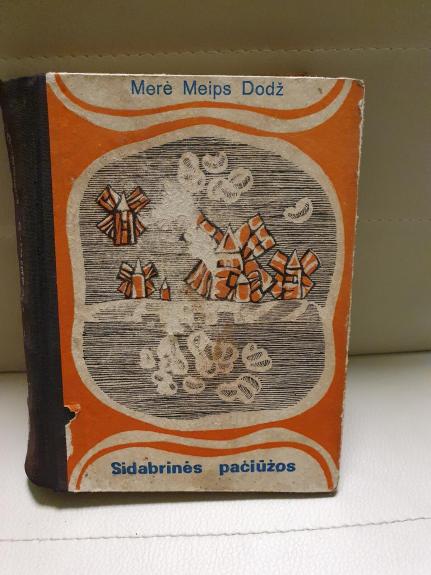 Merė Meips Dodž
Sidabrinės pačiūžos